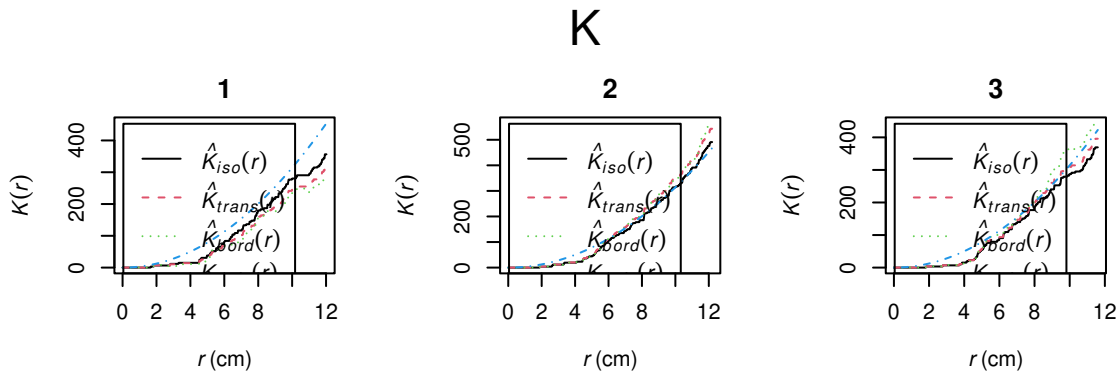 K
1
2
3
K(r)
0 200 400
K̂iso(r)
K̂trans(r)
K̂bord(r)
0 2 4 6 8 12
r (cm)
K(r)
0 200 500
K̂iso(r)
K̂trans(r)
K̂bord(r)
0 2 4 6 8 12
r (cm)
K(r)
0 200 400
K̂iso(r)
K̂trans(r)
K̂bord(r)
0 2 4 6 8 12
r (cm)